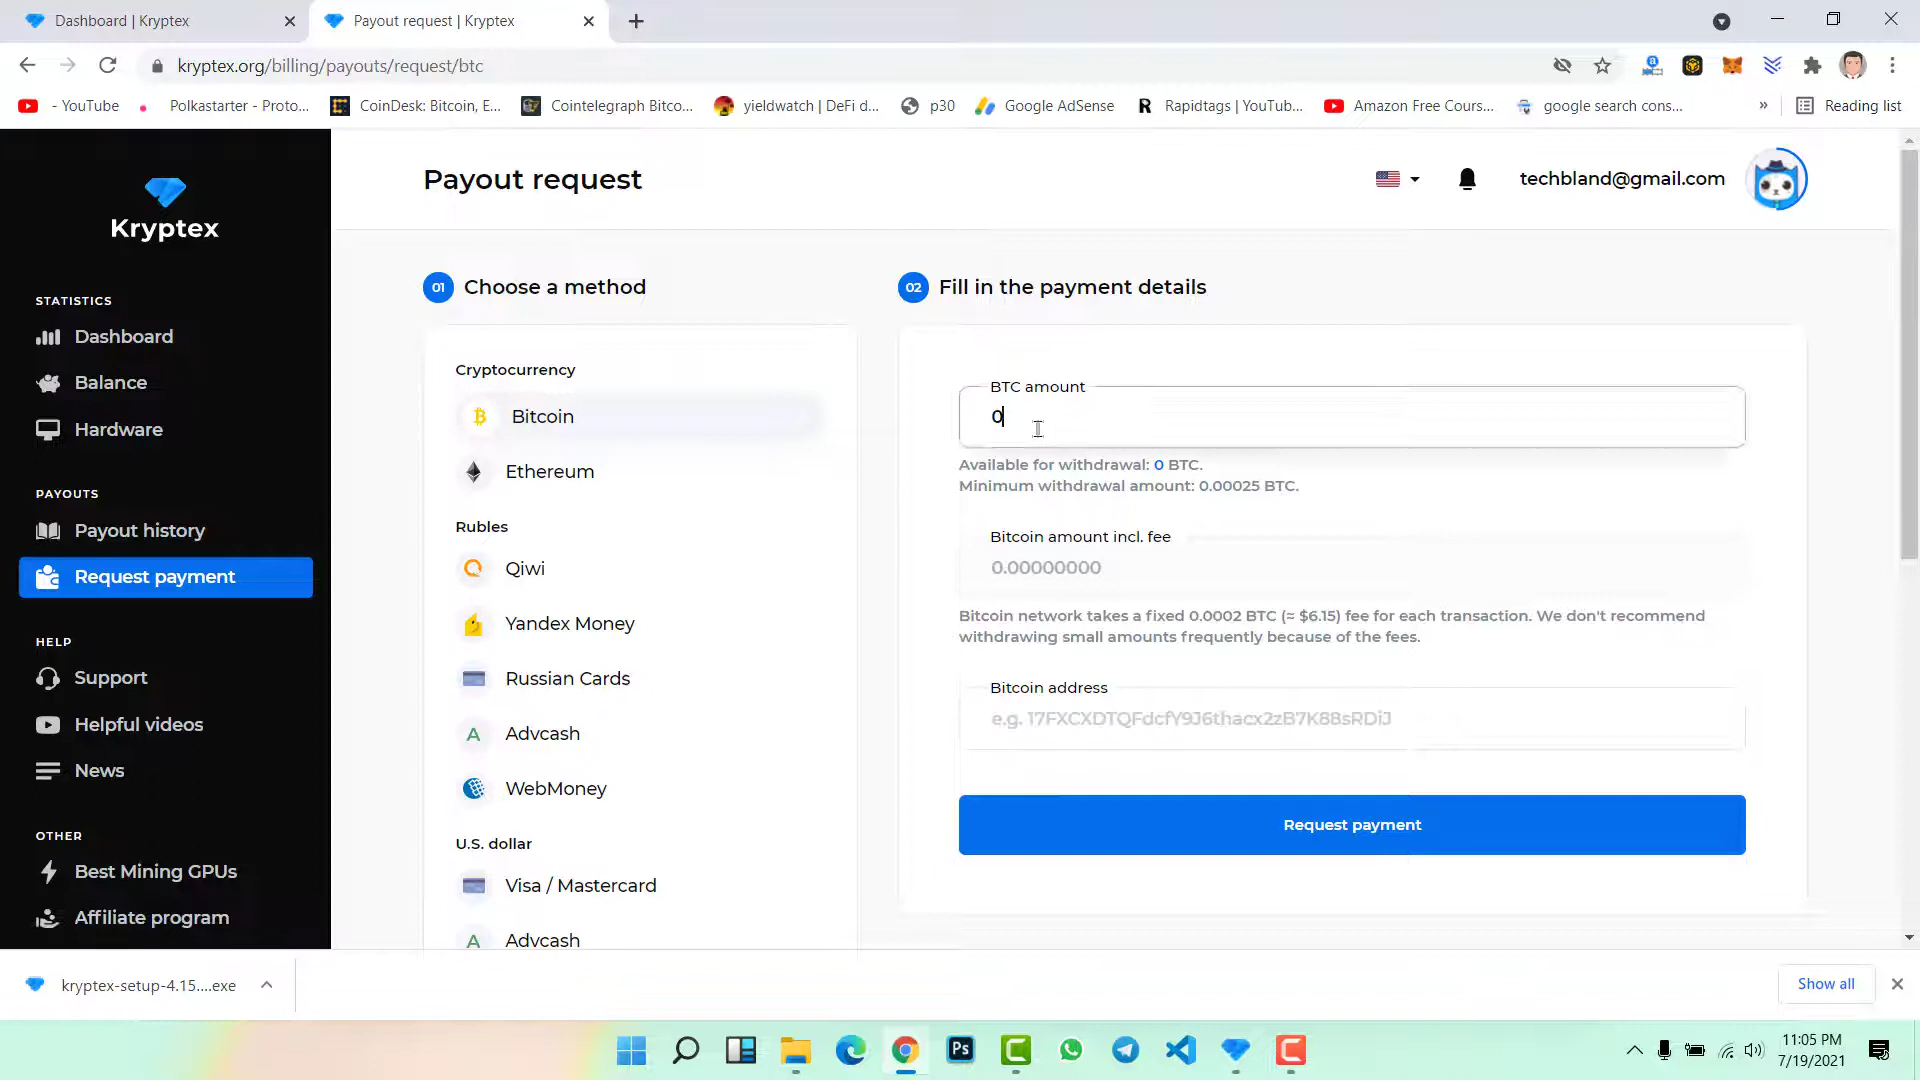 Dashboard | Kryptex
Payout request | Kryptex
kryptex.org/billing/payouts/request/btc
- YouTube
Polkastarter - Proto...
CoinDesk: Bitcoin, E...
Cointelegraph Bitco...
yieldwatch | DeFi d...
p30
Google AdSense
Rapidtags | YouTub...
Amazon Free Cours...
google search cons...
»
Reading list
Kryptex
STATISTICS
Dashboard
Balance
Hardware
PAYOUTS
Payout history
Request payment
HELP
Support
Helpful videos
News
OTHER
Best Mining GPUs
Affiliate program
Payout request
techbland@gmail.com
01 Choose a method
Cryptocurrency
Bitcoin
Ethereum
Rubles
Qiwi
Yandex Money
Russian Cards
Advcash
WebMoney
U.S. dollar
Visa / Mastercard
Advcash
02 Fill in the payment details
BTC amount
0
Available for withdrawal: 0 BTC.
Minimum withdrawal amount: 0.00025 BTC.
Bitcoin amount incl. fee
0.00000000
Bitcoin network takes a fixed 0.0002 BTC (≈ $6.15) fee for each transaction. We don't recommend
withdrawing small amounts frequently because of the fees.
Bitcoin address
e.g. 17FXCXDTQFdcfY9J6thacx2zB7K88sRDiJ
Request payment
kryptex-setup-4.15....exe
Show all
Ps
11:05 PM
7/19/2021